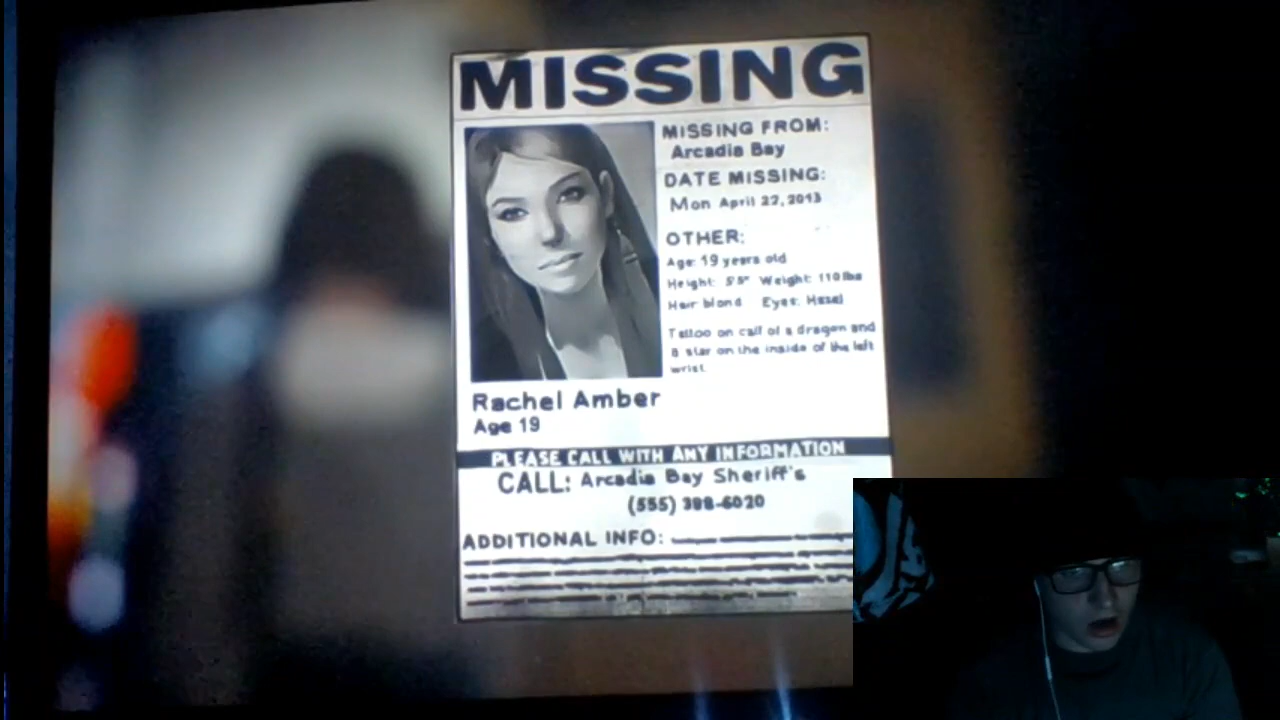 MISSING
MISSING FROM:
Arcadia Bay
DATE MISSING:
Mon April 22, 2013
OTHER:
Age: 19 years old
Height: 5'5" Weight: 110lbs
Hair blond Eyes: Hazel
Tattoo on calf of a dragon and
a star on the inside of the left
wrist.
Rachel Amber
Age 19
PLEASE CALL WITH ANY INFORMATION
CALL: Arcadia Bay Sheriff's
(555) 398-6020
ADDITIONAL INFO: